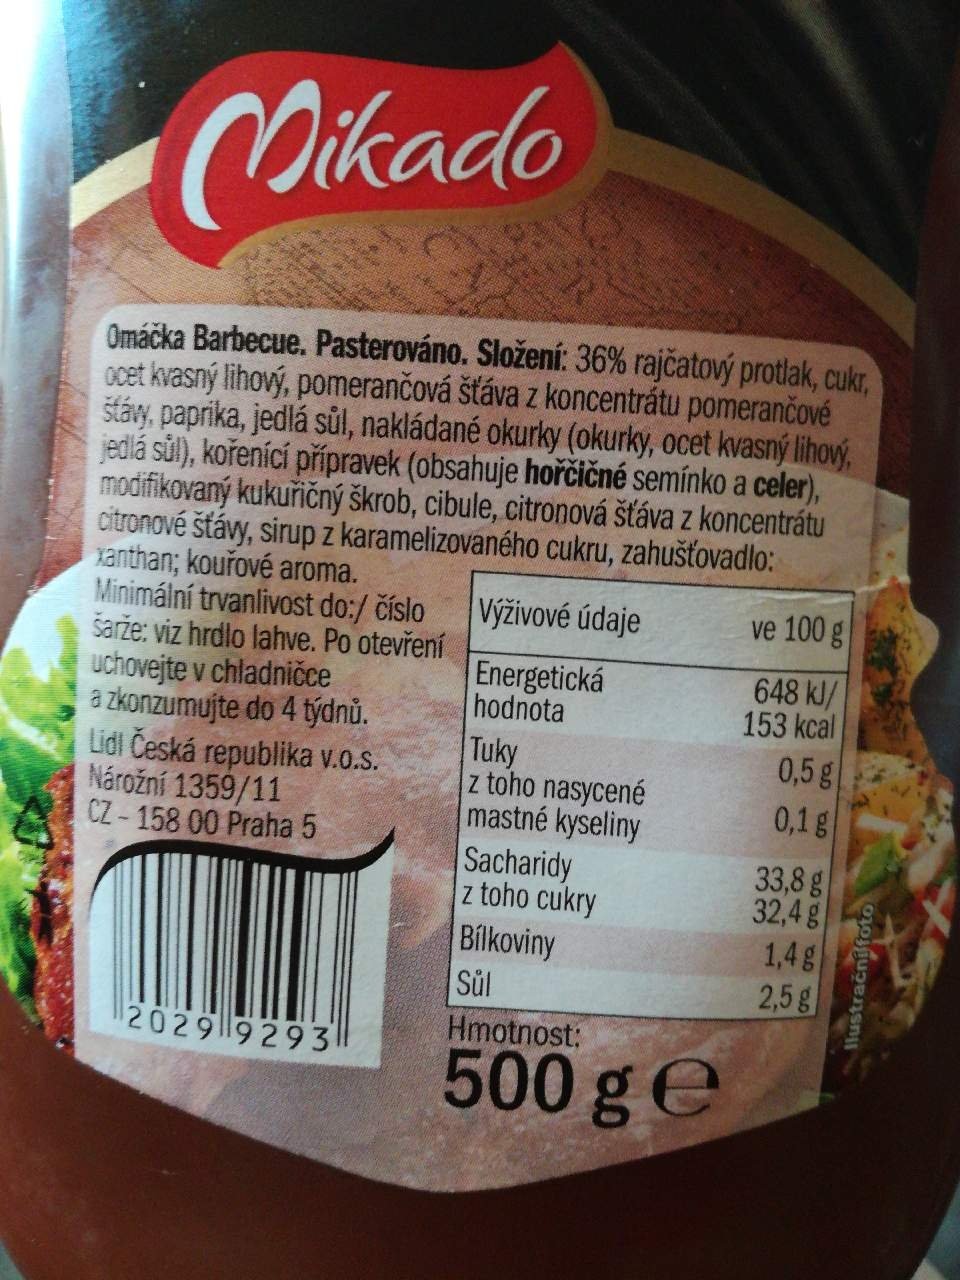 Mikado
Omáčka Barbecue. Pasterováno. Složení: 36% rajčatový protlak, cukr,
ocet kvasný lihový, pomerančová šťáva z koncentrátu pomerančové
šťávy, paprika, jedlá sůl, nakládané okurky (okurky, ocet kvasný lihový,
jedlá sůl), kořenící přípravek (obsahuje hořčičné semínko a celer),
modifikovaný kukuřičný škrob, cibule, citronová šťáva z koncentrátu
citronové šťávy, sirup z karamelizovaného cukru, zahušťovadlo:
xanthan; kouřové aroma.
Minimální trvanlivost do:/ číslo
šarže: viz hrdlo lahve. Po otevření
uchovejte v chladničce
a zkonzumujte do 4 týdnů.
Lidl Česká republika v.o.s.
Nárožní 1359/11
CZ - 158 00 Praha 5
Výživové údaje ve 100 g
Energetická 648 kJ/
hodnota 153 kcal
Tuky 0,5 g
z toho nasycené
mastné kyseliny 0,1 g
Sacharidy 33,8 g
z toho cukry 32,4 g
Bílkoviny 1,4 g
Sůl 2,5 g
Hmotnost:
500 g e
2029 9293
Ilustrační foto